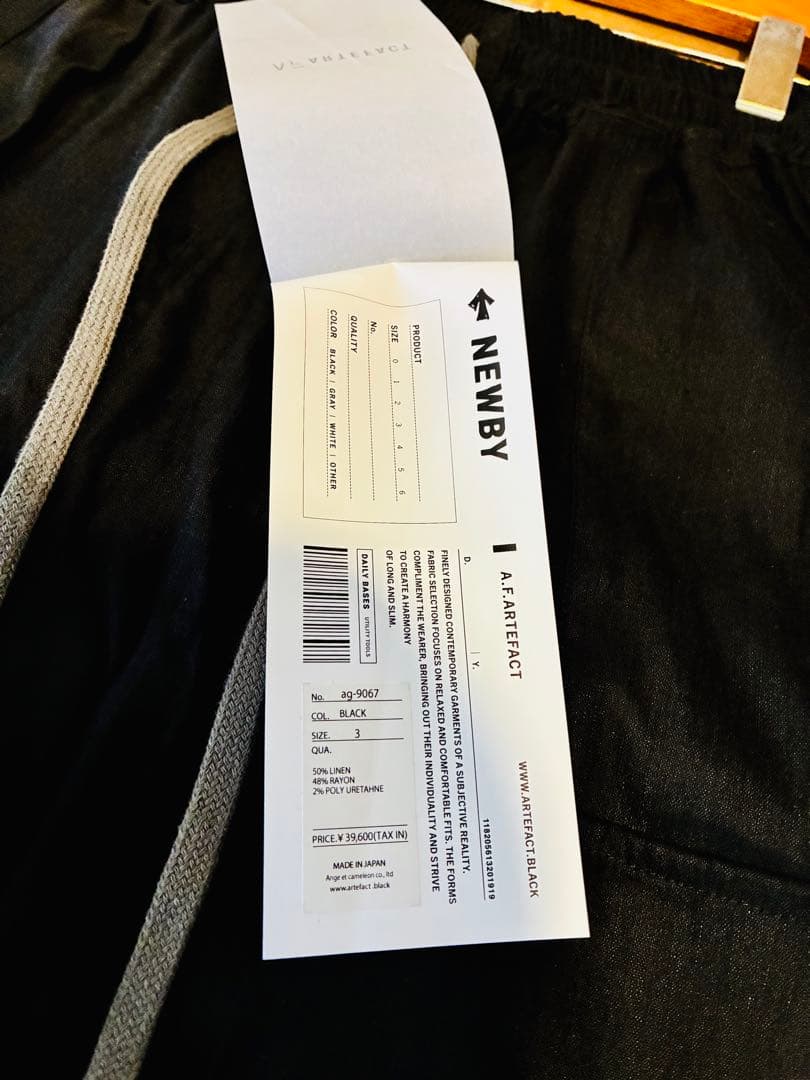 A.F ARTEFACT
NEWBY
A.F.ARTEFACT
WWW.ARTEFACT.BLACK
PRODUCT
SIZE 0 1 2 3 4 5 6
No.
QUALITY
COLOR BLACK | GRAY | WHITE | OTHER
D. | Y. 1182056132019​19
FINELY DESIGNED CONTEMPORARY GARMENTS OF A SUBJECTIVE REALITY.
FABRIC SELECTION FOCUSES ON RELAXED AND COMFORTABLE FITS. THE FORMS
COMPLIMENT THE WEARER, BRINGING OUT THEIR INDIVIDUALITY AND STRIVE
TO CREATE A HARMONY
OF LONG AND SLIM.
DAILY BASES UTILITY TOOLS
No. ag-9067
COL. BLACK
SIZE. 3
QUA.
50% LINEN
48% RAYON
2% POLY URETAHNE
PRICE.¥39,600(TAX IN)
MADE IN JAPAN
Ange et cameleon co., ltd
www.artefact .black